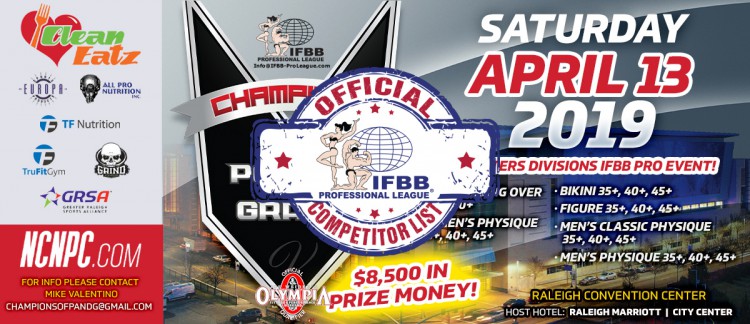 Clean
Eatz
EUROPA
ALL PRO
NUTRITION
INC.
TF Nutrition
TruFitGym
GRIND
GRSA
GREATER RALEIGH
SPORTS ALLIANCE
NCNPC.COM
FOR INFO PLEASE CONTACT
MIKE VALENTINO
CHAMPIONSOFPANDG@GMAIL.COM
IFBB
PROFESSIONAL LEAGUE
Info@IFBB-ProLeague.com
OFFICIAL
IFBB
PROFESSIONAL LEAGUE
COMPETITOR LIST
OFFICIAL
OLYMPIA
$8,500 IN
PRIZE MONEY!
SATURDAY
APRIL 13
2019
DIVISIONS IFBB PRO EVENT!
OVER
PHYSIQUE
40+, 45+
• BIKINI 35+, 40+, 45+
• FIGURE 35+, 40+, 45+
• MEN'S CLASSIC PHYSIQUE
35+, 40+, 45+
• MEN'S PHYSIQUE 35+, 40+, 45+
RALEIGH CONVENTION CENTER
HOST HOTEL: RALEIGH MARRIOTT | CITY CENTER